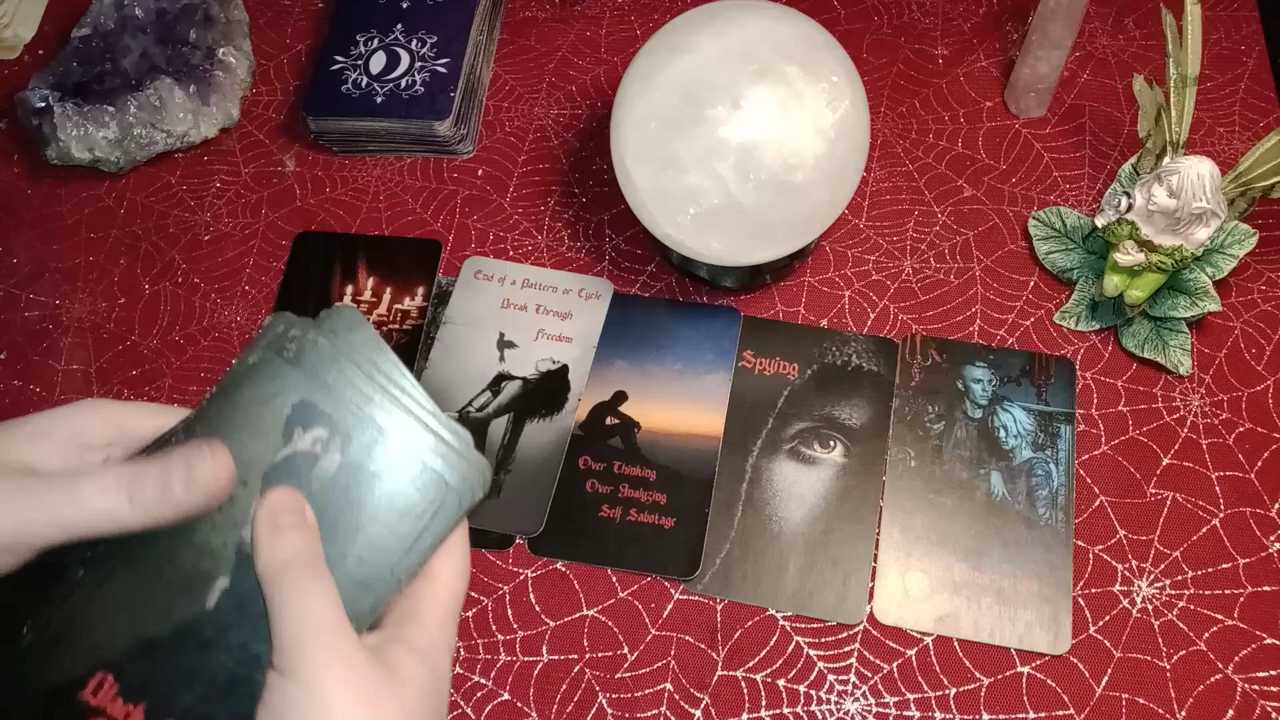 End of a Pattern or Cycle
Break Through
Freedom
Over Thinking
Over Analyzing
Self Sabotage
Spying